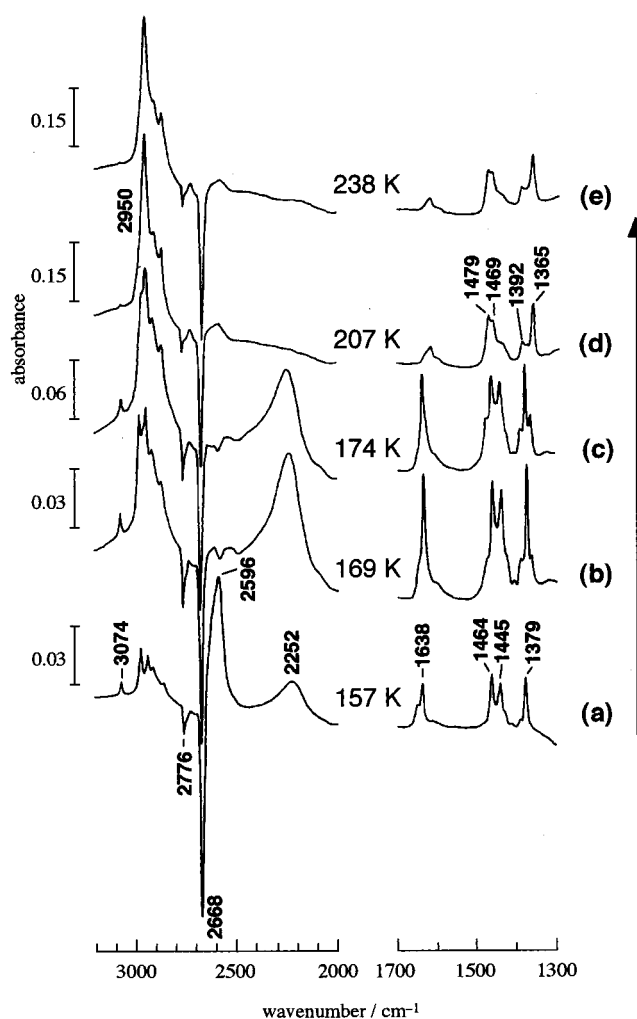 0.15
2950
238 K
(e)
0.15
absorbance
1479
1469
1392
1365
207 K
(d)
0.06
174 K
(c)
0.03
169 K
(b)
2596
0.03
3074
2252
1638
1464
1445
1379
157 K
(a)
2776
2668
3000
2500
2000
1700
1500
1300
wavenumber / cm⁻¹